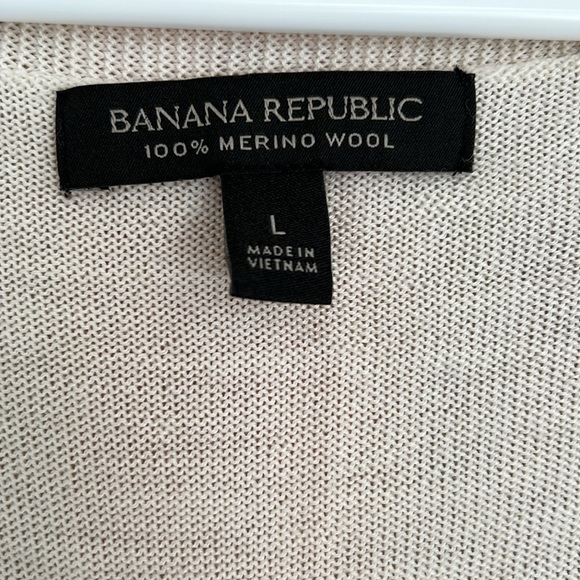 BANANA REPUBLIC
100% MERINO WOOL
L
MADE IN
VIETNAM